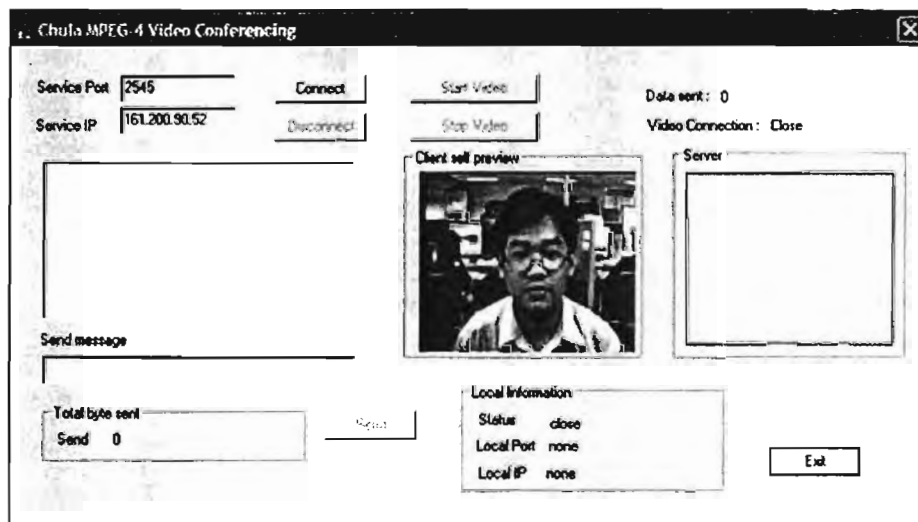 Chula MPEG-4 Video Conferencing
Service Port 2545
Connect
Start Video
Data sent : 0
Service IP 161.200.90.52
Disconnect
Stop Video
Video Connection : Close
Client self preview
Server
Send message
Total byte sent
Send 0
Send
Local Information
Status close
Local Port none
Local IP none
Exit